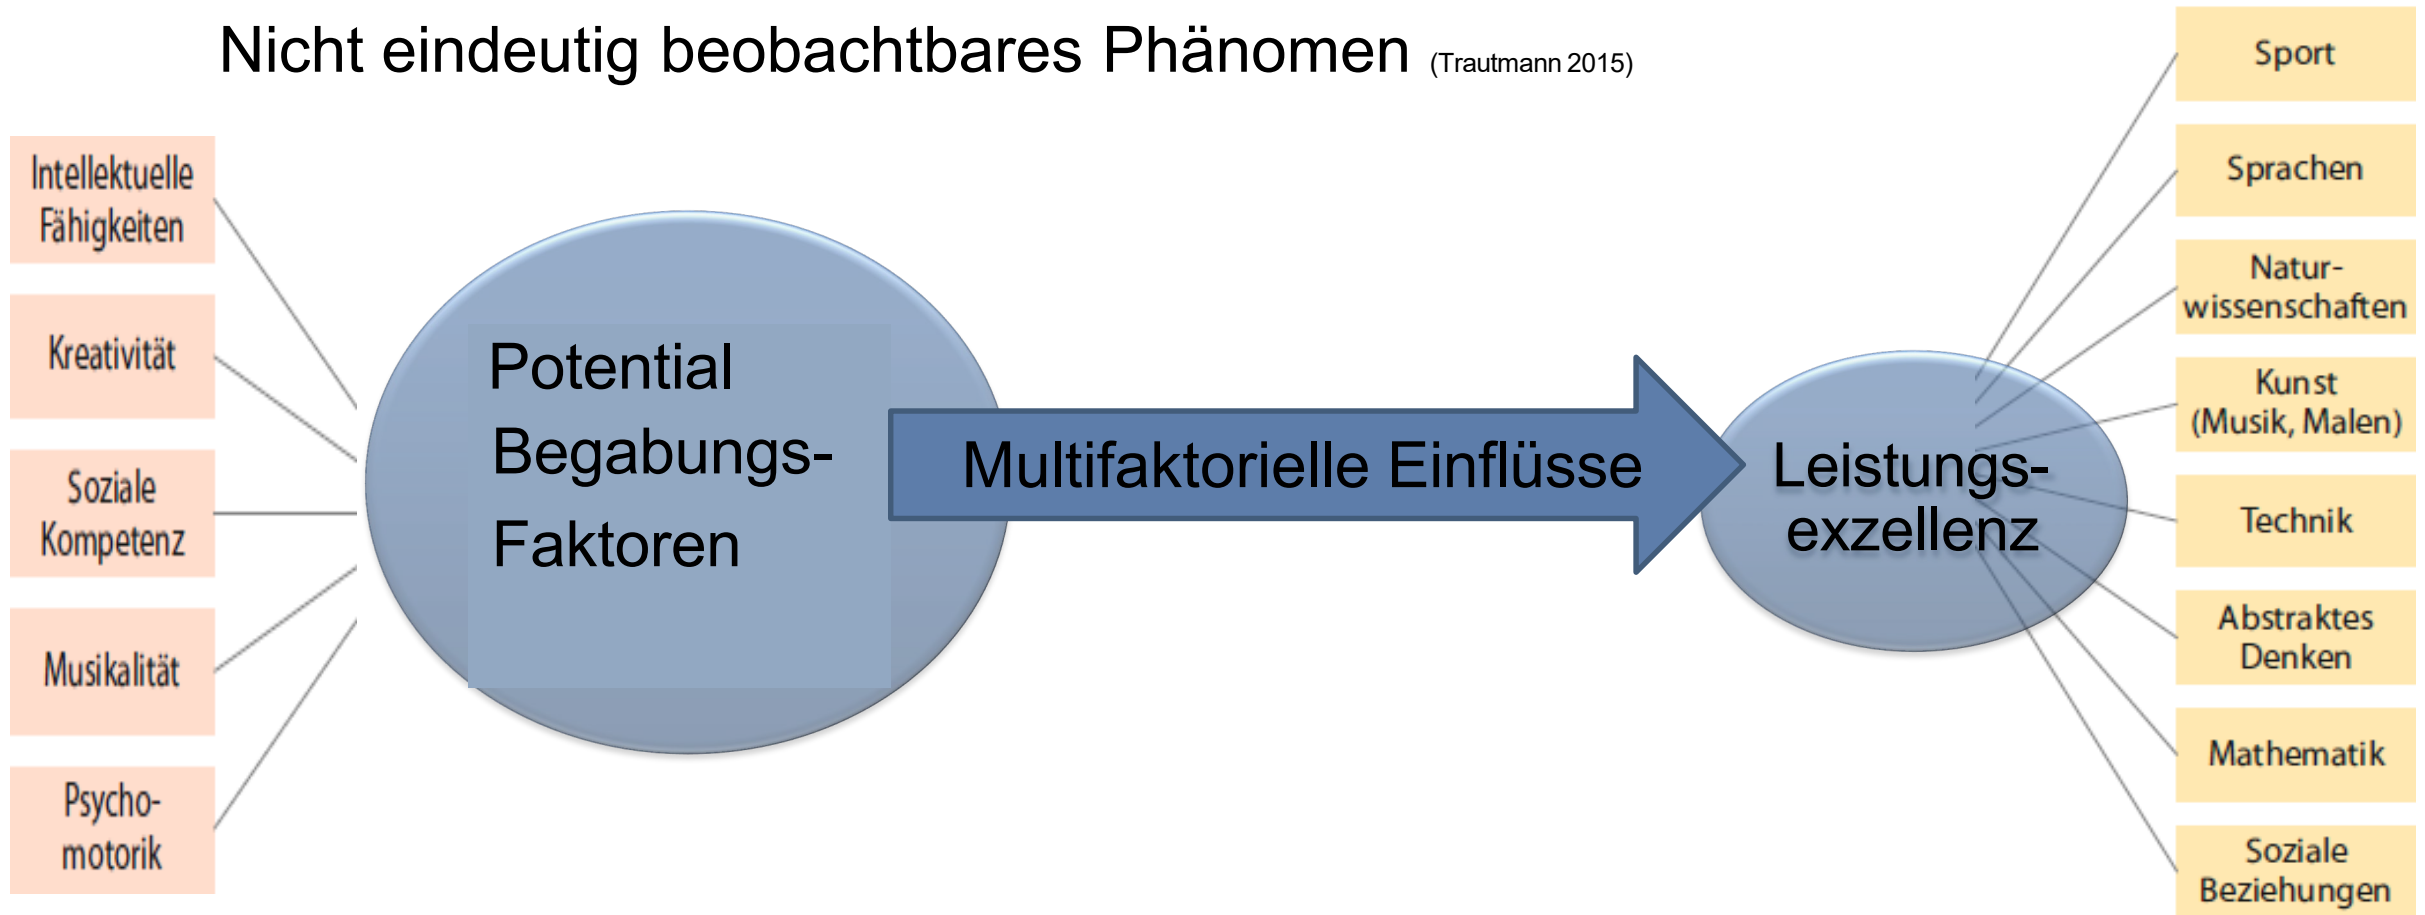 Nicht eindeutig beobachtbares Phänomen (Trautmann 2015)
Intellektuelle
Fähigkeiten
Kreativität
Soziale
Kompetenz
Musikalität
Psycho-
motorik
Potential
Begabungs-
Faktoren
Multifaktorielle Einflüsse
Leistungs-
exzellenz
Sport
Sprachen
Natur-
wissenschaften
Kunst
(Musik, Malen)
Technik
Abstraktes
Denken
Mathematik
Soziale
Beziehungen